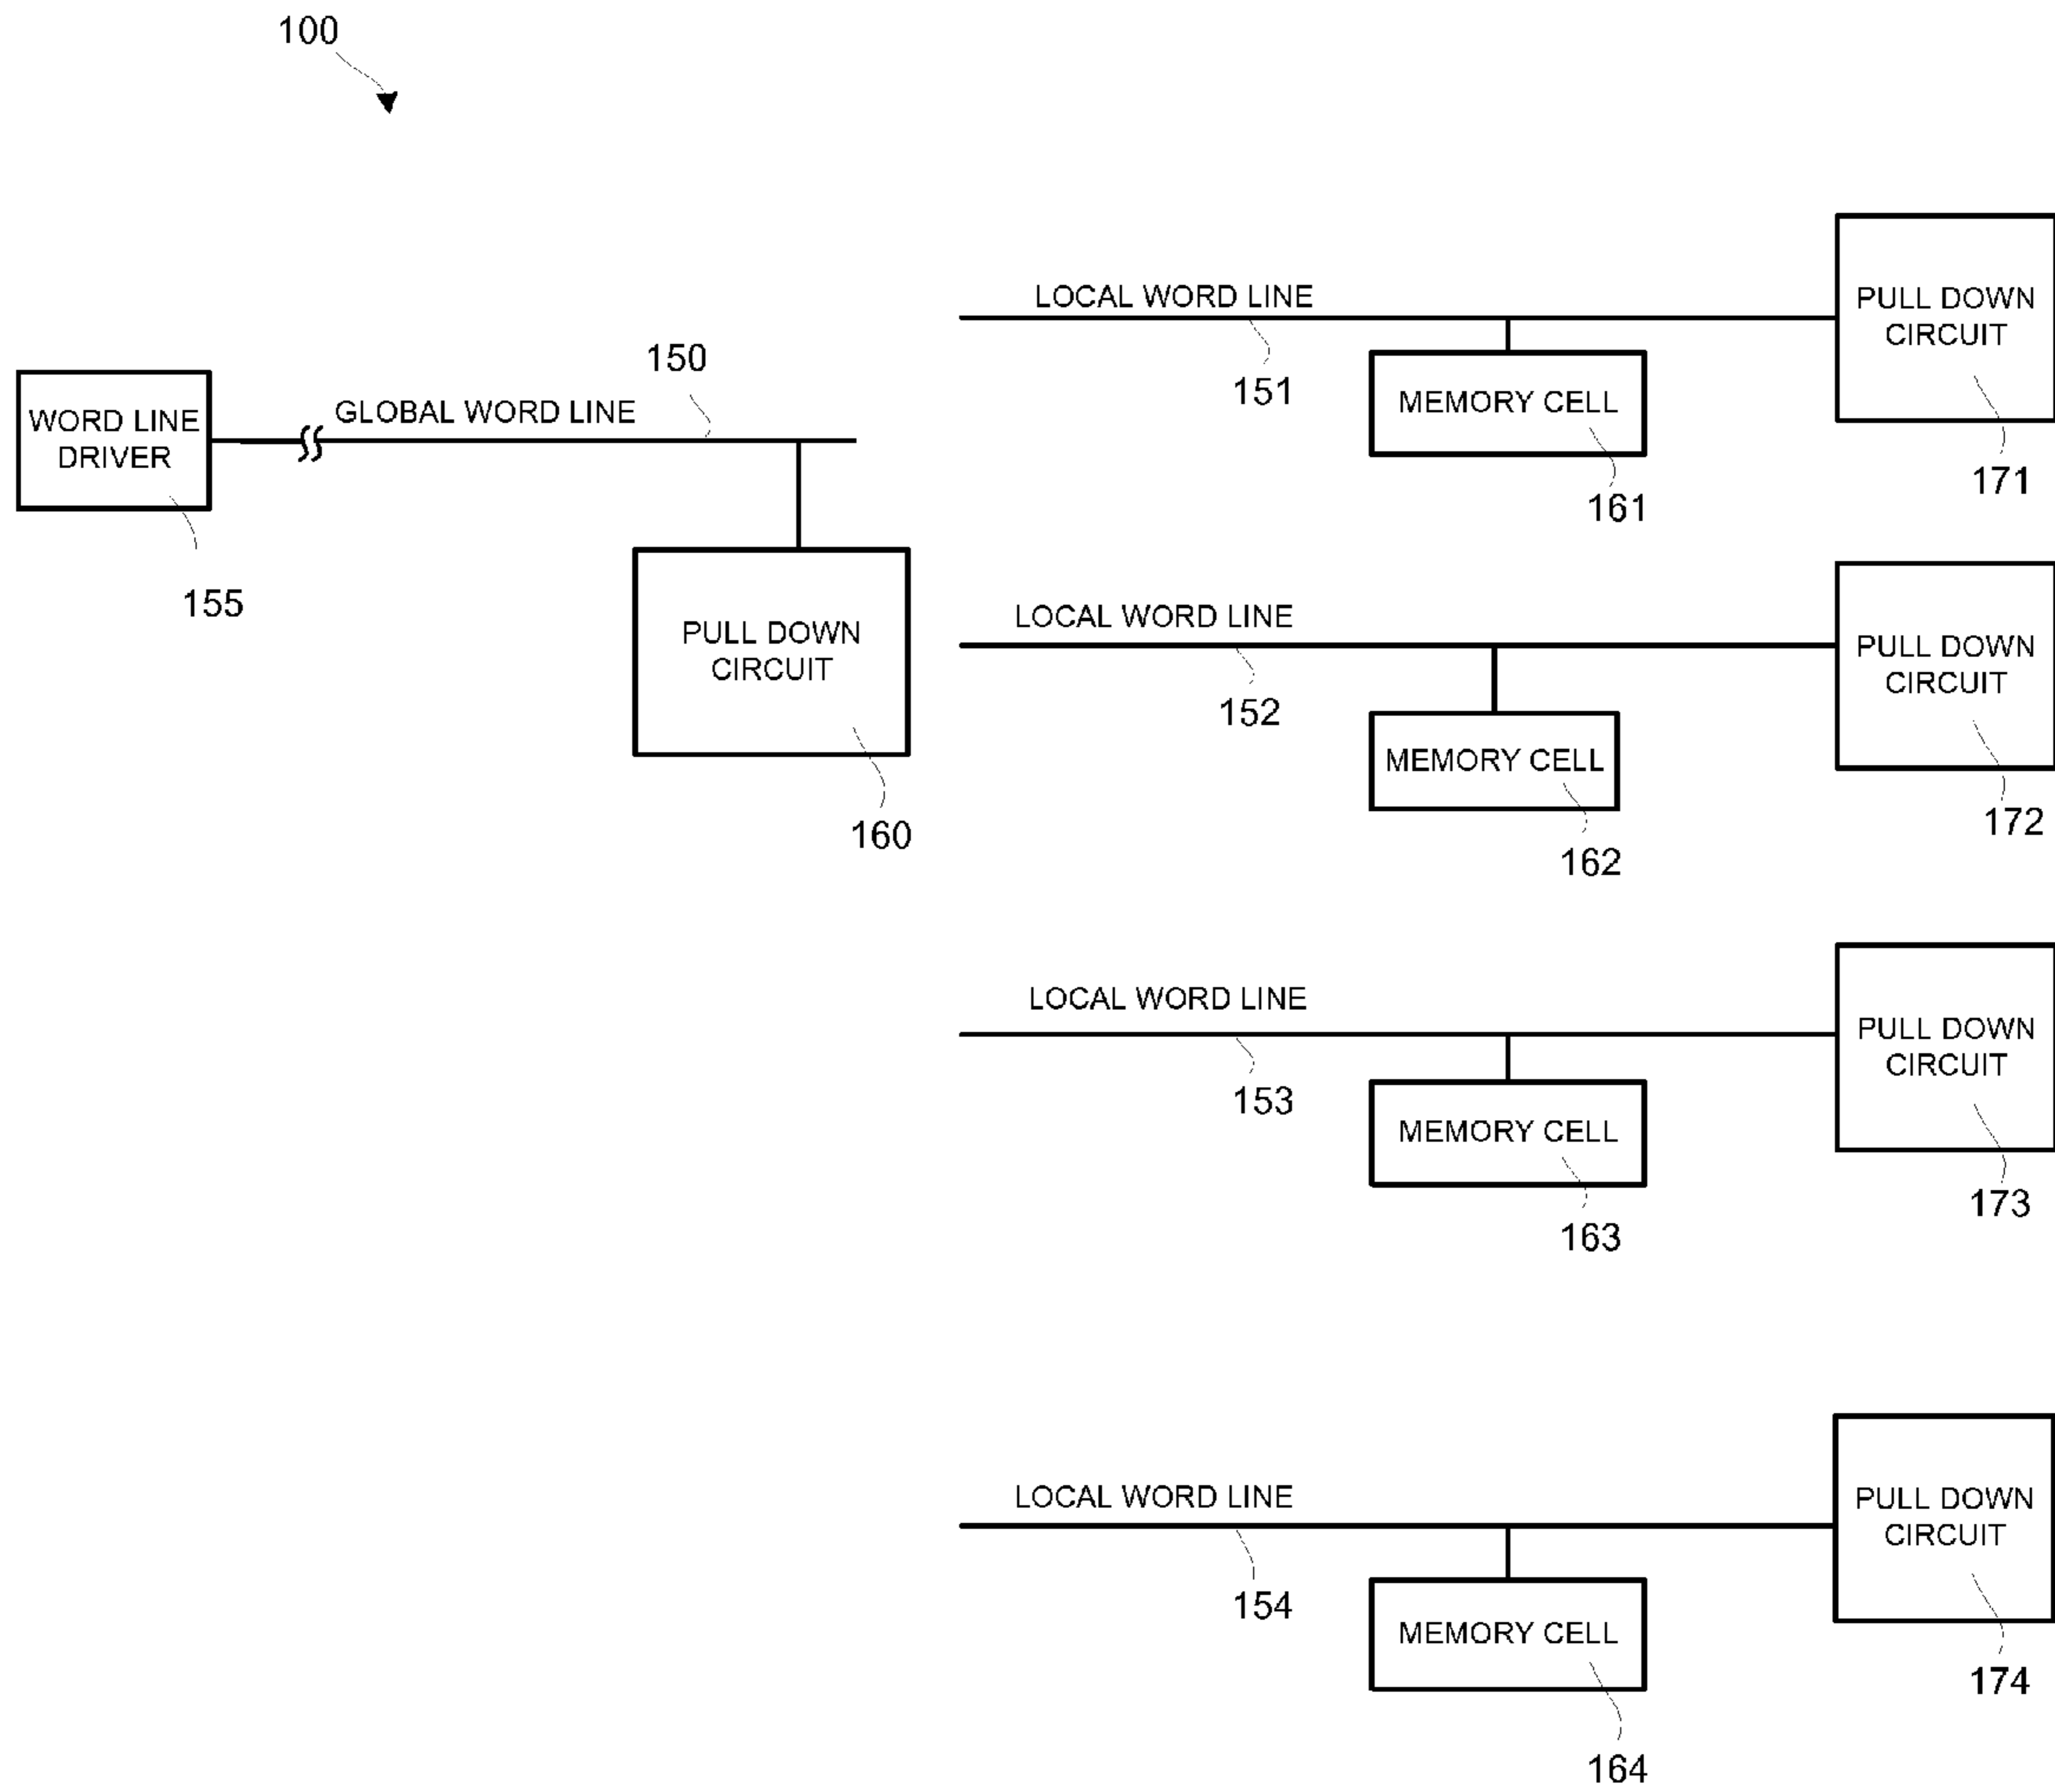 100
LOCAL WORD LINE
151
MEMORY CELL
161
PULL DOWN
CIRCUIT
171
WORD LINE
DRIVER
155
GLOBAL WORD LINE
150
PULL DOWN
CIRCUIT
160
LOCAL WORD LINE
152
MEMORY CELL
162
PULL DOWN
CIRCUIT
172
LOCAL WORD LINE
153
MEMORY CELL
163
PULL DOWN
CIRCUIT
173
LOCAL WORD LINE
154
MEMORY CELL
164
PULL DOWN
CIRCUIT
174